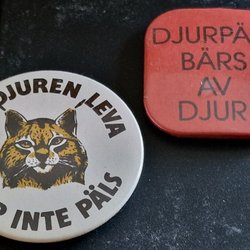 DJUREN LEVA
P INTE PÄLS
DJURPÄ
BÄRS
AV
DJUR